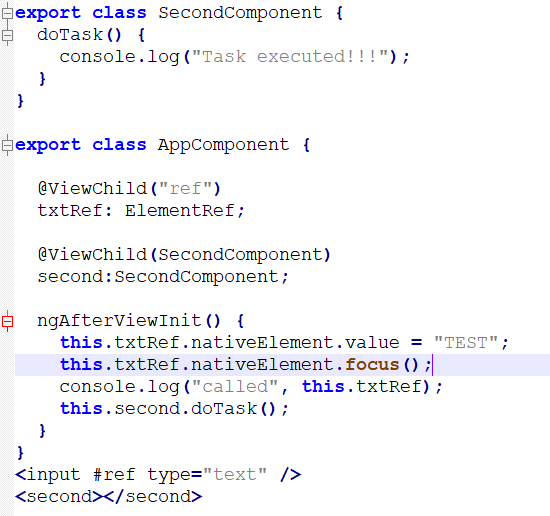 export class SecondComponent {
  doTask() {
    console.log("Task executed!!!");
  }
}
export class AppComponent {
  @ViewChild("ref")
  txtRef: ElementRef;
  @ViewChild(SecondComponent)
  second:SecondComponent;
  ngAfterViewInit() {
    this.txtRef.nativeElement.value = "TEST";
    this.txtRef.nativeElement.focus();
    console.log("called", this.txtRef);
    this.second.doTask();
  }
}
<input #ref type="text" />
<second></second>